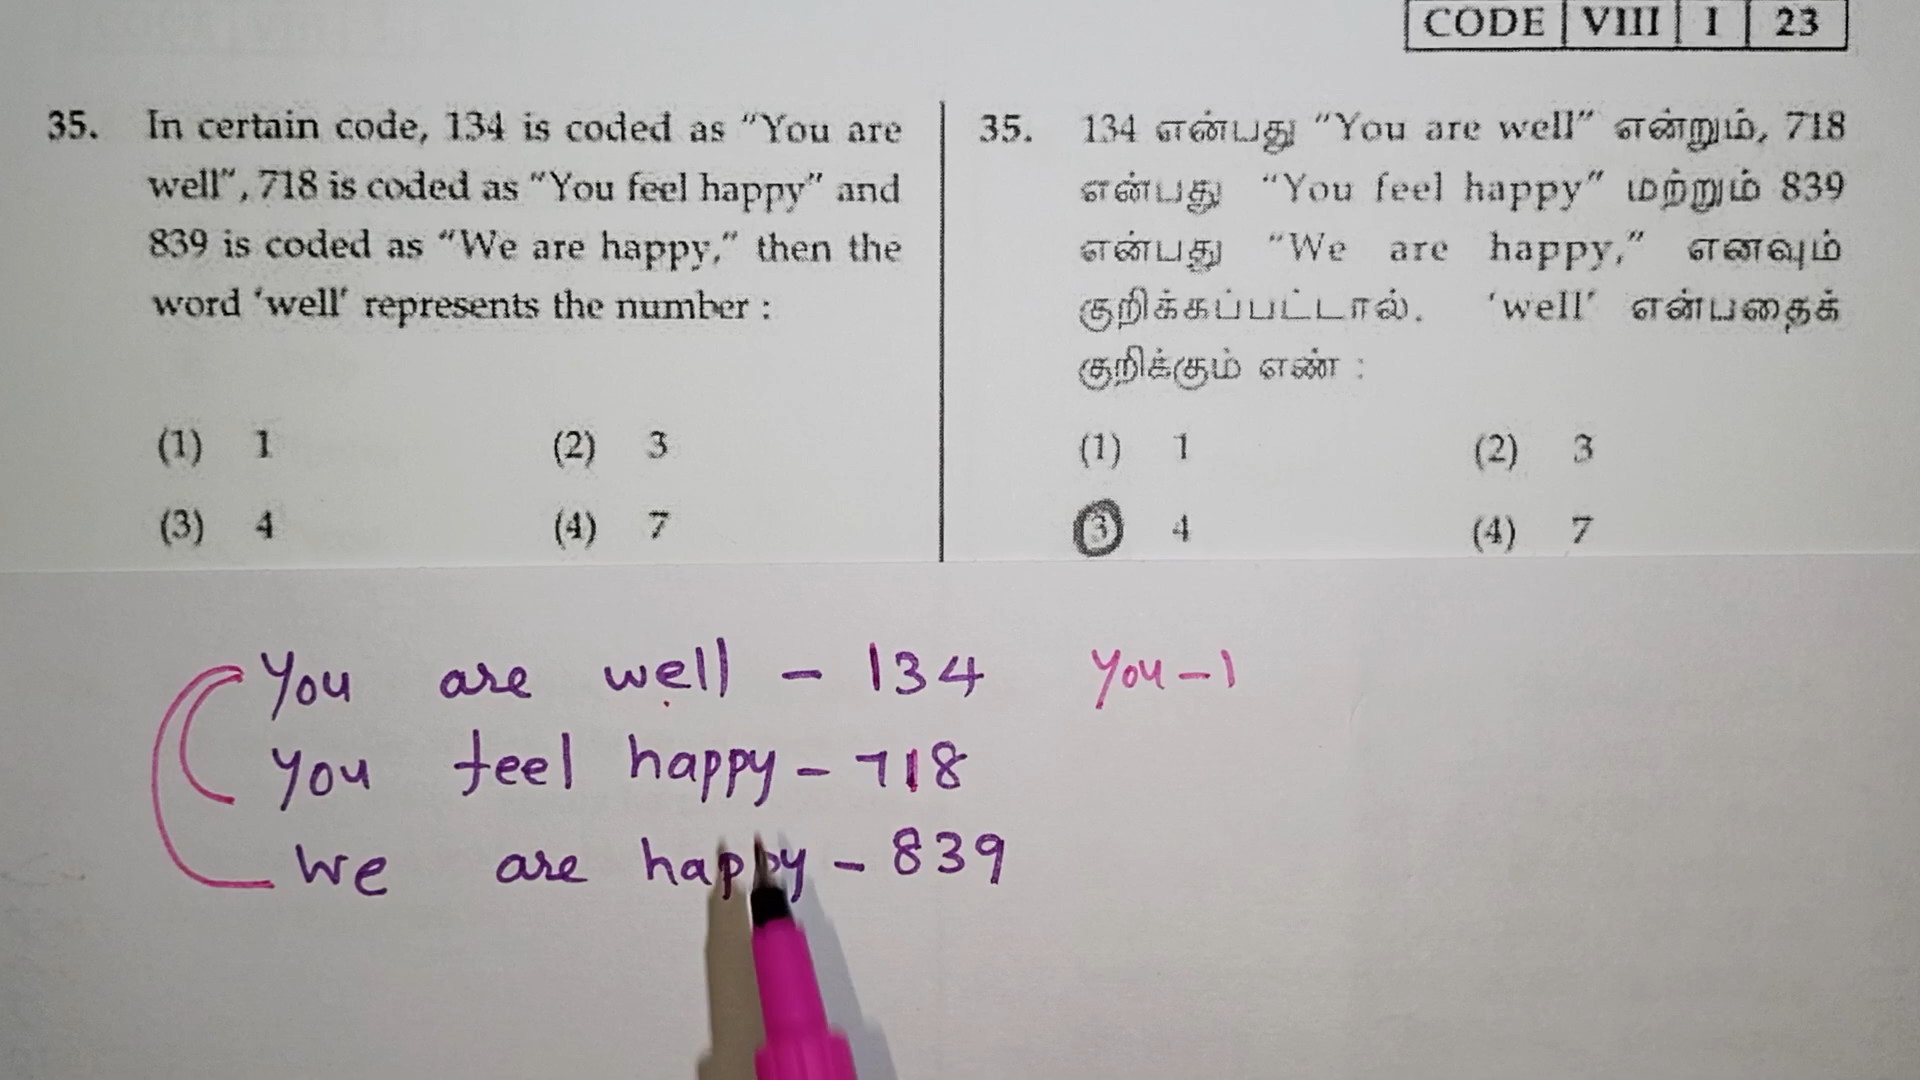 CODE VIII I 23
35. In certain code, 134 is coded as "You are
well", 718 is coded as "You feel happy" and
839 is coded as "We are happy," then the
word 'well' represents the number :
(1) 1 (2) 3
(3) 4 (4) 7
35. 134 என்பது "You are well" என்றும், 718
என்பது "You feel happy" மற்றும் 839
என்பது "We are happy," எனவும்
குறிக்கப்பட்டால். 'well' என்பதைக்
குறிக்கும் எண் :
(1) 1 (2) 3
(3) 4 (4) 7
You are well - 134 You - 1
You feel happy - 718
We are happy - 839